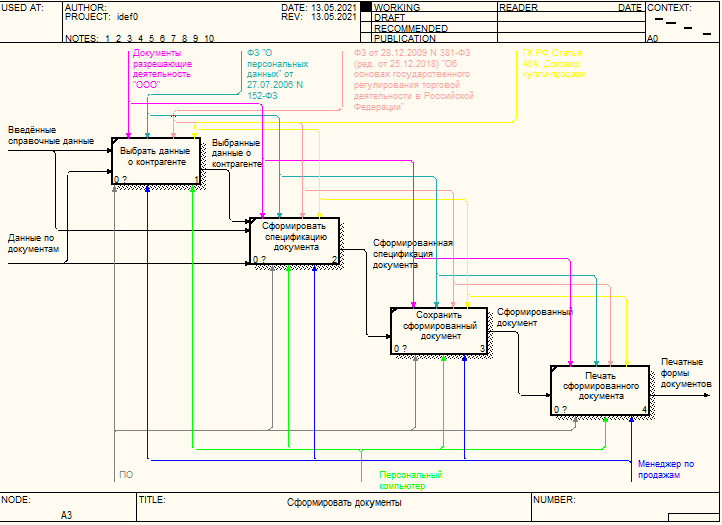 USED AT:
AUTHOR:
DATE: 13.05.2021
PROJECT: idef0
REV: 13.05.2021
NOTES: 1 2 3 4 5 6 7 8 9 10
WORKING
DRAFT
RECOMMENDED
PUBLICATION
READER
DATE
CONTEXT:
A0
Документы
разрешающие
деятельность
"ООО"
ФЗ "О
персональных
данных" от
27.07.2006 N
152-ФЗ
ФЗ от 28.12.2009 N 381-ФЗ
(ред. от 25.12.2018) "Об
основах государственного
регулирования торговой
деятельности в Российской
Федерации"
ГК РФ Статья
454. Договор
купли-продажи
Введённые
справочные данные
Выбрать данные
о контрагенте
0 ?
1
Выбранные
данные о
контрагенте
Данные по
документам
Сформировать
спецификацию
документа
0 ?
2
Сформированная
спецификация
документа
Сохранить
сформированный
документ
0 ?
3
Сформированный
документ
Печать
сформированного
документа
0 ?
4
Печатные
формы
документов
ПО
Персональный
компьютер
Менеджер по
продажам
NODE:
A3
TITLE:
Сформировать документы
NUMBER: